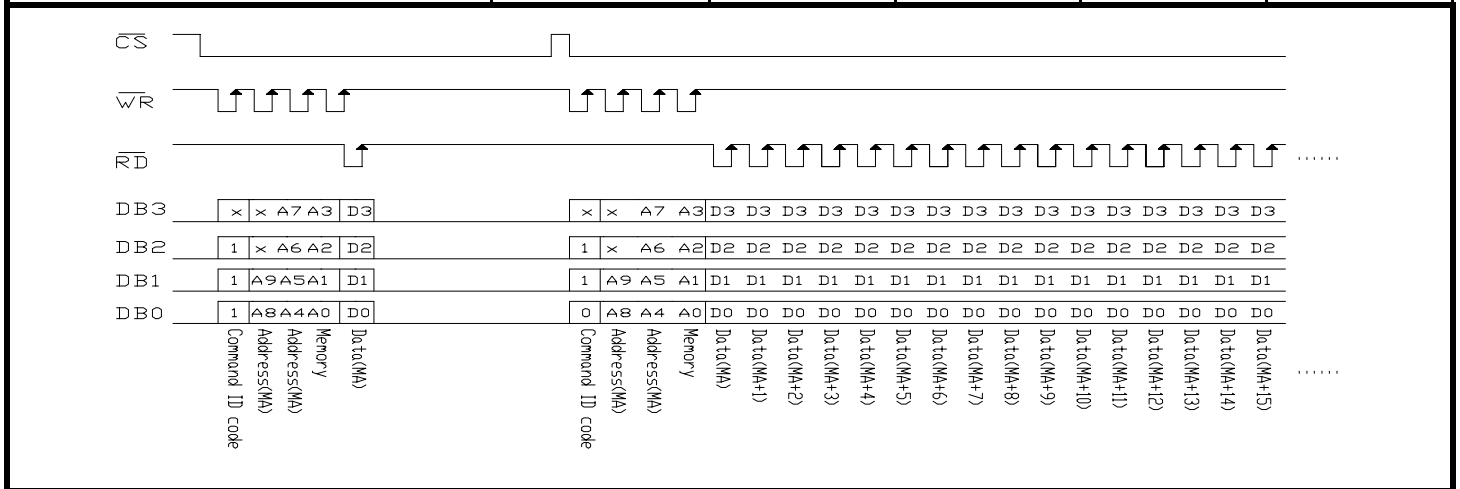 CS
WR
RD ......
DB3 x x A7 A3 D3 x x A7 A3 D3 D3 D3 D3 D3 D3 D3 D3 D3 D3 D3 D3 D3 D3 D3 D3
DB2 1 x A6 A2 D2 1 x A6 A2 D2 D2 D2 D2 D2 D2 D2 D2 D2 D2 D2 D2 D2 D2 D2 D2
DB1 1 A9 A5 A1 D1 1 A9 A5 A1 D1 D1 D1 D1 D1 D1 D1 D1 D1 D1 D1 D1 D1 D1 D1 D1
DB0 1 A8 A4 A0 D0 0 A8 A4 A0 D0 D0 D0 D0 D0 D0 D0 D0 D0 D0 D0 D0 D0 D0 D0 D0
Command ID code
Address(MA)
Address(MA)
Memory
Data(MA)
Command ID code
Address(MA)
Address(MA)
Memory
Data(MA)
Data(MA+1)
Data(MA+2)
Data(MA+3)
Data(MA+4)
Data(MA+5)
Data(MA+6)
Data(MA+7)
Data(MA+8)
Data(MA+9)
Data(MA+10)
Data(MA+11)
Data(MA+12)
Data(MA+13)
Data(MA+14)
Data(MA+15)
......